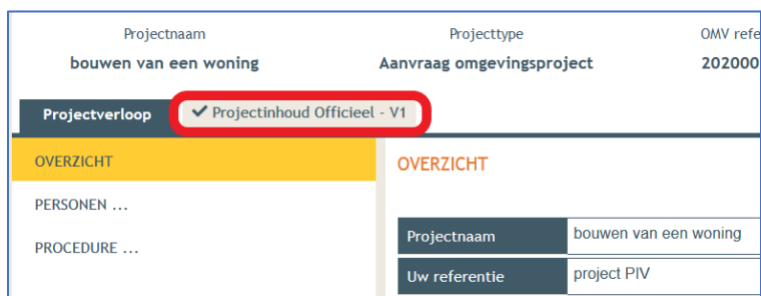 Projectnaam Projecttype OMV refe
bouwen van een woning Aanvraag omgevingsproject 202000
Projectverloop ✔ Projectinhoud Officieel - V1
OVERZICHT OVERZICHT
PERSONEN ...
Projectnaam bouwen van een woning
PROCEDURE ...
Uw referentie project PIV